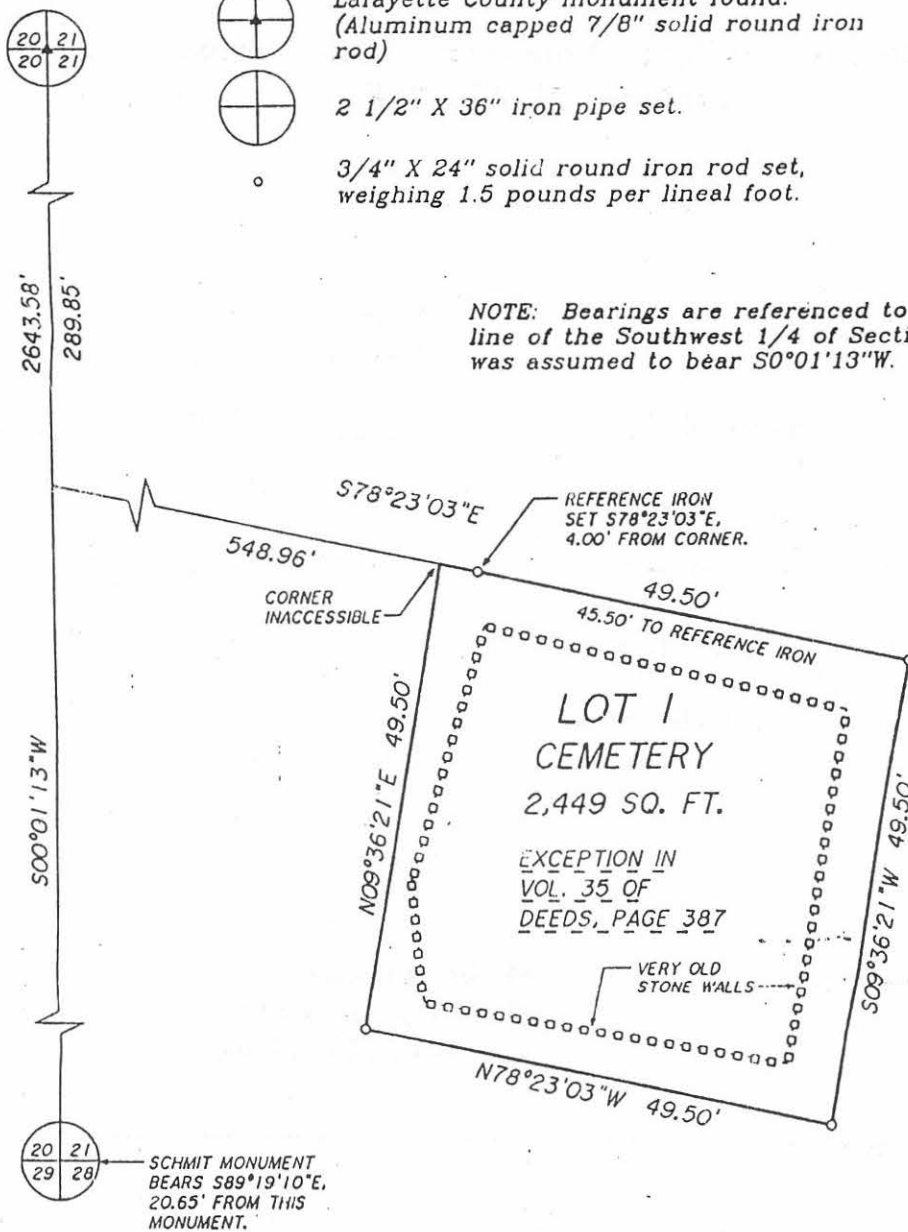 Lafayette County monument found.
(Aluminum capped 7/8" solid round iron
rod)
2 1/2" X 36" iron pipe set.
3/4" X 24" solid round iron rod set,
weighing 1.5 pounds per lineal foot.
20 21
20 21
2643.58'
289.85'
NOTE: Bearings are referenced to
line of the Southwest 1/4 of Secti
was assumed to bear S0°01'13"W.
S78°23'03"E
548.96'
REFERENCE IRON
SET S78°23'03"E,
4.00' FROM CORNER.
CORNER
INACCESSIBLE
49.50'
45.50' TO REFERENCE IRON
N09°36'21"E 49.50'
LOT 1
CEMETERY
2,449 SQ. FT.
EXCEPTION IN
VOL. 35 OF
DEEDS, PAGE 387
VERY OLD
STONE WALLS
S09°36'21"W 49.50'
N78°23'03"W 49.50'
S00°01'13"W
20 21
29 28
SCHMIT MONUMENT
BEARS S89°19'10"E,
20.65' FROM THIS
MONUMENT.